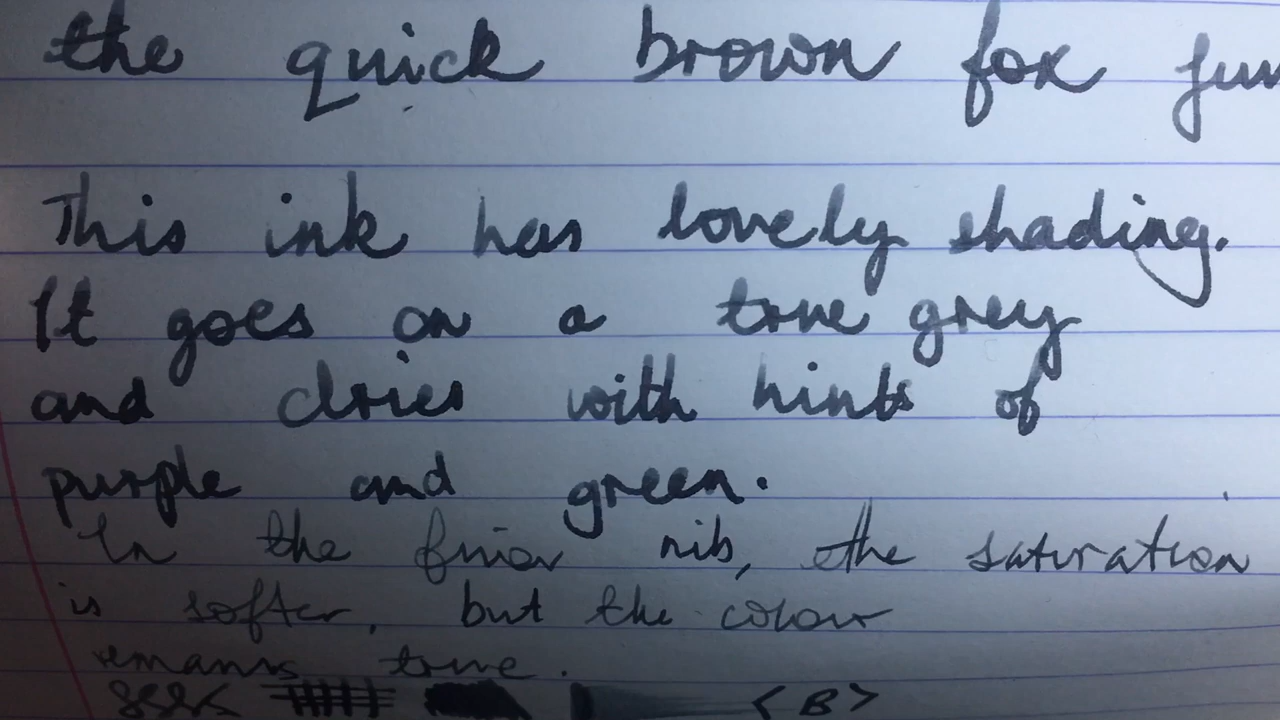 the quick brown fox jum
This ink has lovely shading.
It goes on a true grey
and dries with hints of
purple and green.
In the finer nib, the saturation
is softer, but the colour
remains true.
<B>